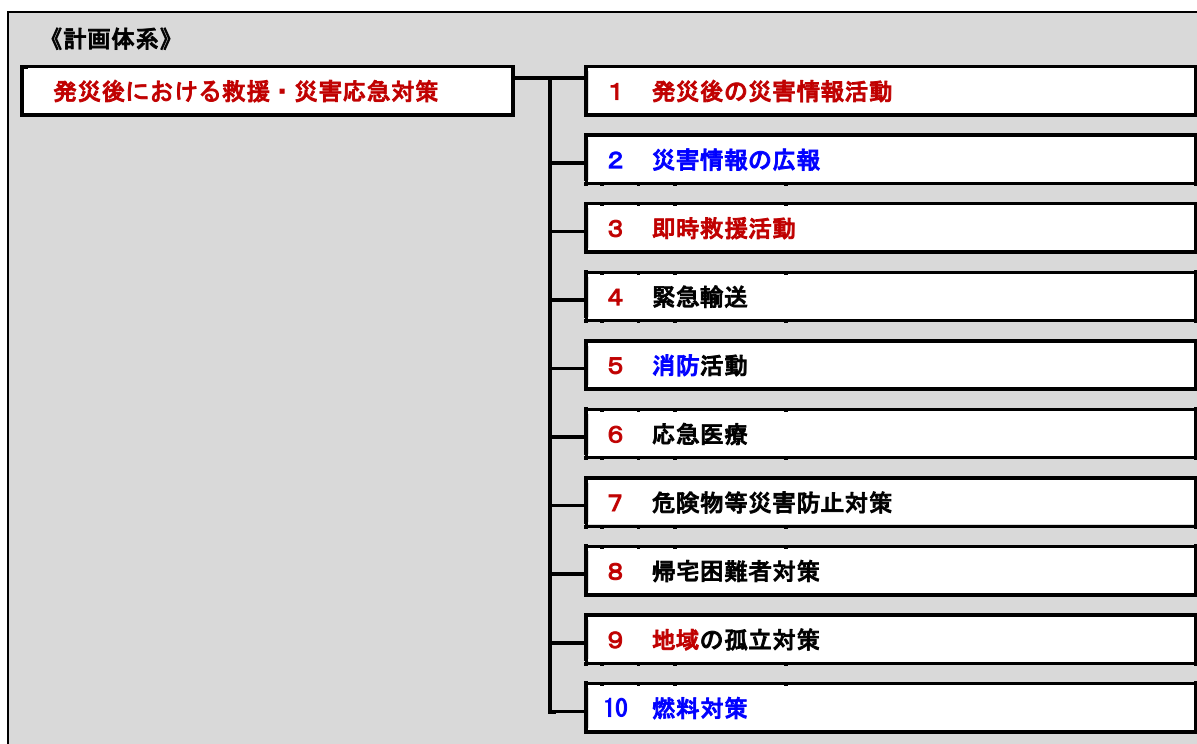 《計画体系》
発災後における救援・災害応急対策
1 発災後の災害情報活動
2 災害情報の広報
3 即時救援活動
4 緊急輸送
5 消防活動
6 応急医療
7 危険物等災害防止対策
8 帰宅困難者対策
9 地域の孤立対策
10 燃料対策